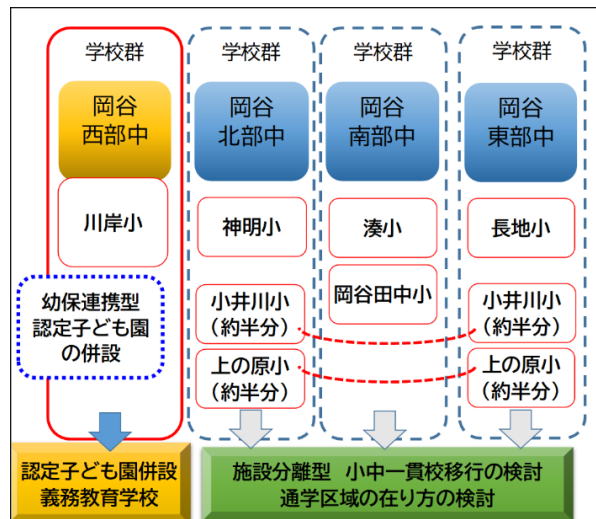 学校群
岡谷
西部中
川岸小
幼保連携型
認定子ども園
の併設
認定子ども園併設
義務教育学校
学校群
岡谷
北部中
神明小
小井川小
(約半分)
上の原小
(約半分)
学校群
岡谷
南部中
湊小
岡谷田中小
学校群
岡谷
東部中
長地小
小井川小
(約半分)
上の原小
(約半分)
施設分離型 小中一貫校移行の検討
通学区域の在り方の検討